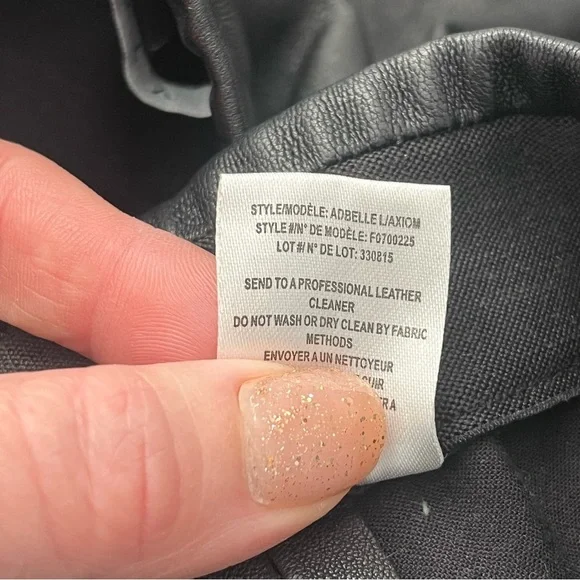 STYLE/MODÈLE: ADBELLE L/AXIOM
STYLE #/N° DE MODÈLE: F0700225
LOT #/ N° DE LOT: 330815
SEND TO A PROFESSIONAL LEATHER
CLEANER
DO NOT WASH OR DRY CLEAN BY FABRIC
METHODS
ENVOYER A UN NETTOYEUR